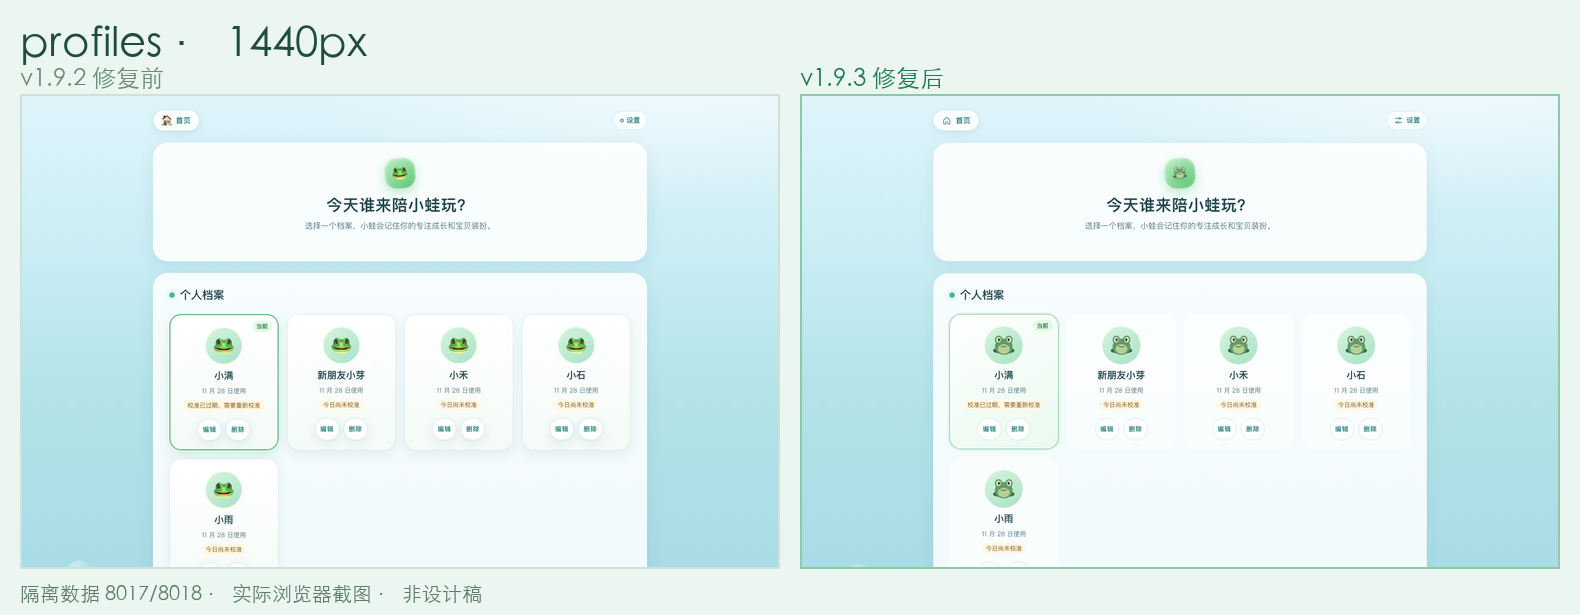 profiles · 1440px
v1.9.2 修复前
首页
设置
今天谁来陪小蛙玩?
选择一个档案，小蛙会记住你的专注成长和宝贝装扮。
个人档案
当前
小满
11 月 28 日使用
校准已过期，需要重新校准
编辑 删除
新朋友小芽
11 月 28 日使用
今日尚未校准
编辑 删除
小禾
11 月 28 日使用
今日尚未校准
编辑 删除
小石
11 月 28 日使用
今日尚未校准
编辑 删除
小雨
11 月 28 日使用
今日尚未校准
v1.9.3 修复后
首页
设置
今天谁来陪小蛙玩?
选择一个档案，小蛙会记住你的专注成长和宝贝装扮。
个人档案
当前
小满
11 月 28 日使用
校准已过期，需要重新校准
编辑 删除
新朋友小芽
11 月 28 日使用
今日尚未校准
编辑 删除
小禾
11 月 28 日使用
今日尚未校准
编辑 删除
小石
11 月 28 日使用
今日尚未校准
编辑 删除
小雨
11 月 28 日使用
今日尚未校准
隔离数据 8017/8018 · 实际浏览器截图 · 非设计稿